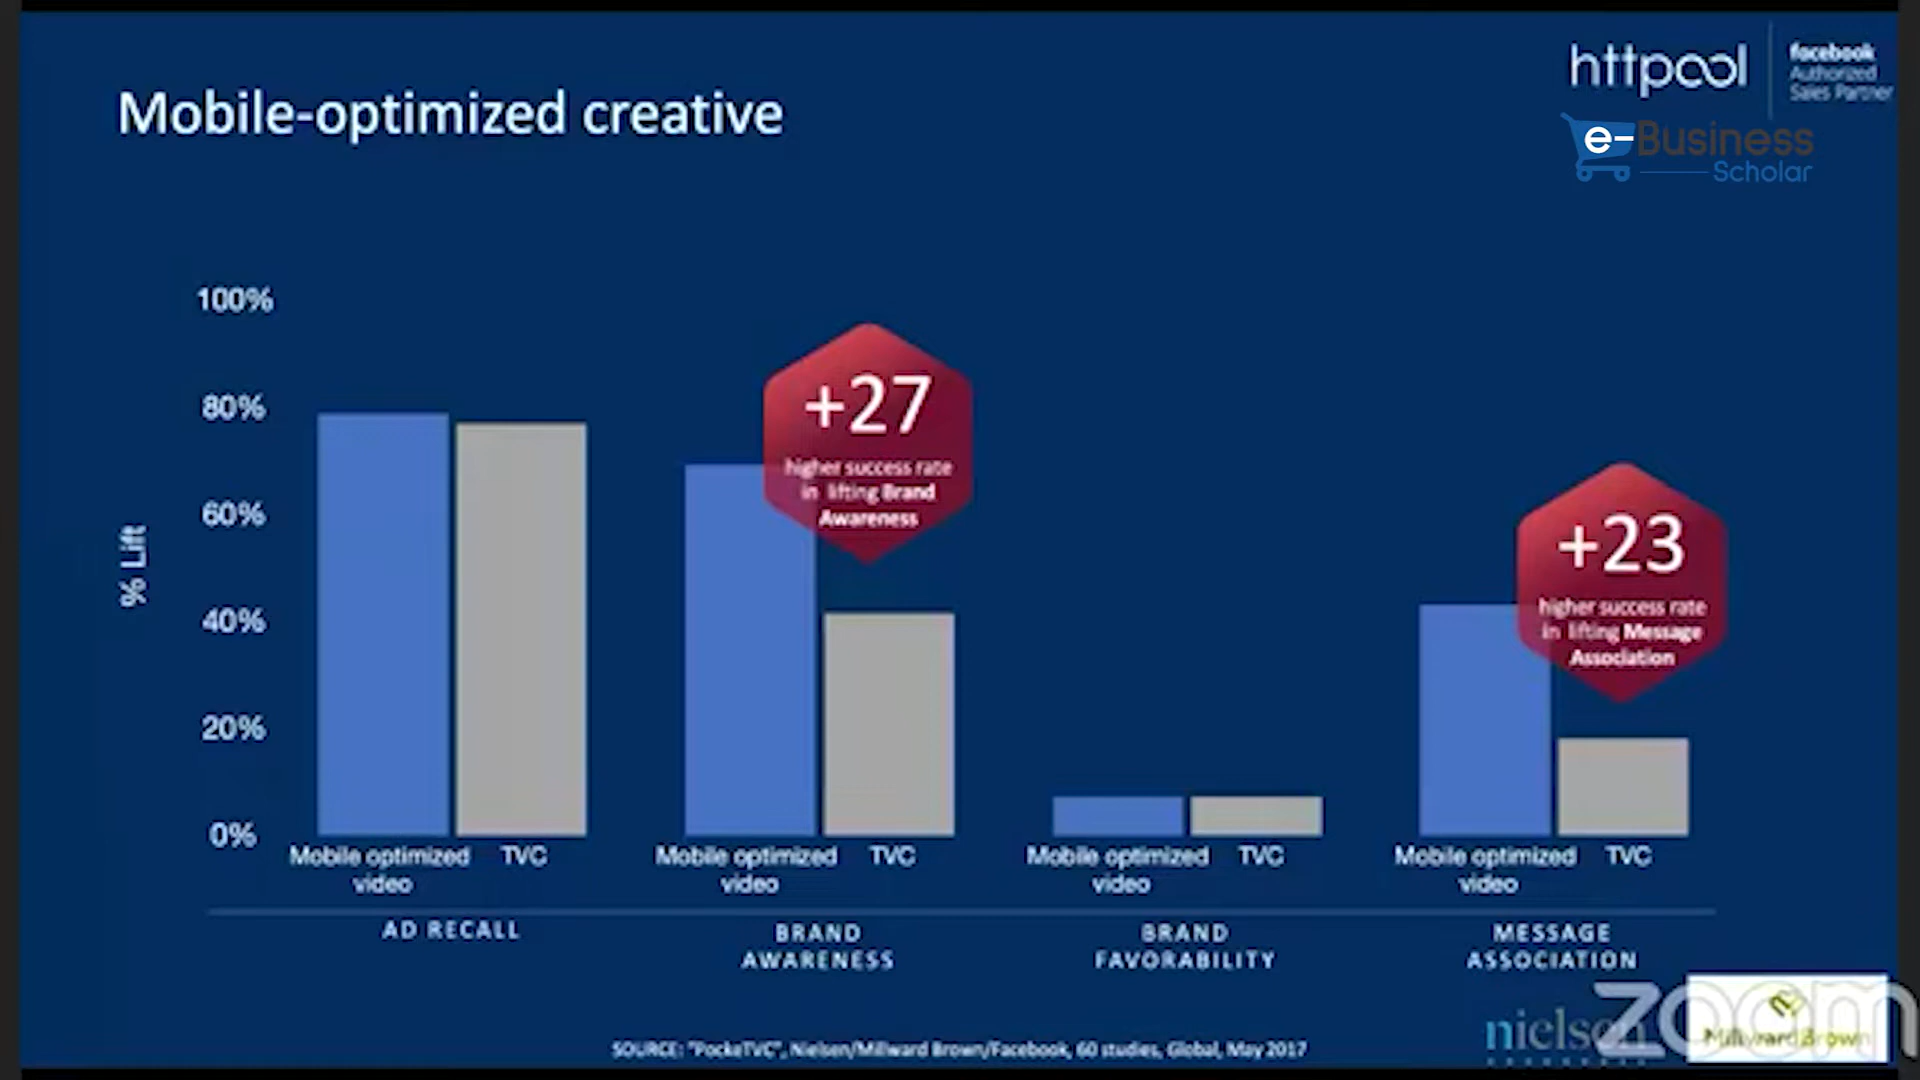 httpool
facebook
Authorized
Sales Partner
Mobile-optimized creative
e-Business
Scholar
100%
80%
60%
40%
20%
0%
% Lift
+27
higher success rate
in lifting Brand
Awareness
+23
higher success rate
in lifting Message
Association
Mobile optimized
video
TVC
Mobile optimized
video
TVC
Mobile optimized
video
TVC
Mobile optimized
video
TVC
AD RECALL
BRAND
AWARENESS
BRAND
FAVORABILITY
MESSAGE
ASSOCIATION
SOURCE: "PockeTVC", Nielsen/Millward Brown/Facebook, 60 studies, Global, May 2017
nielsen
zoom
Millward Brown